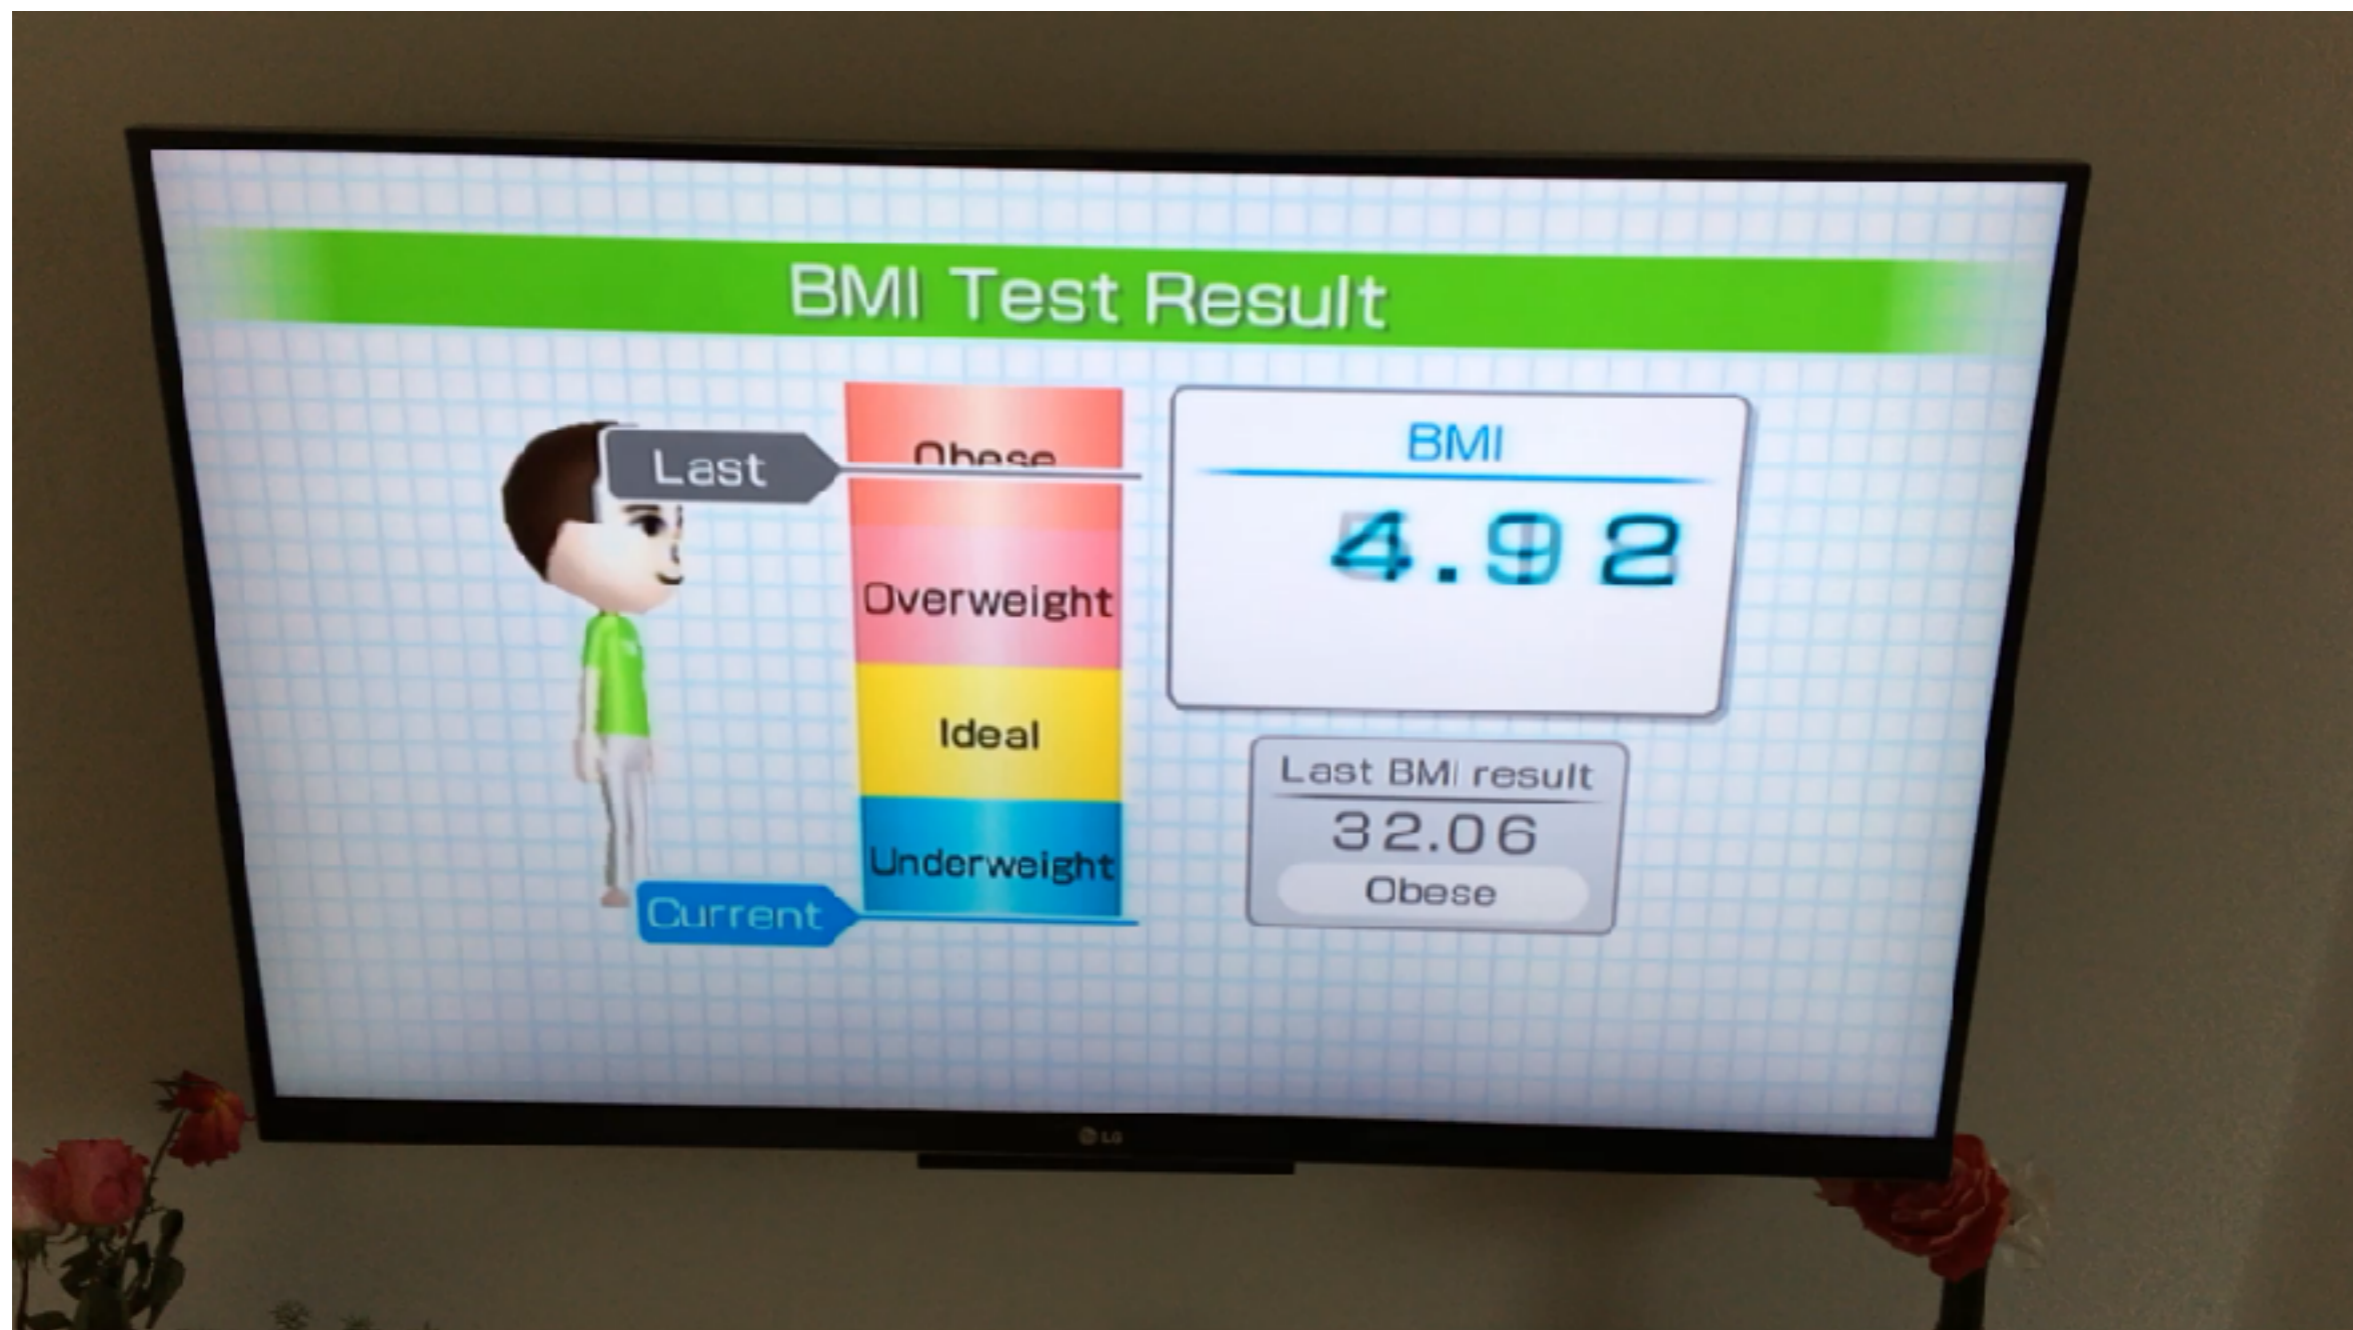 BMI Test Result
Last
Obese
Overweight
Ideal
Underweight
Current
BMI
4.92
Last BMI result
32.06
Obese
LG